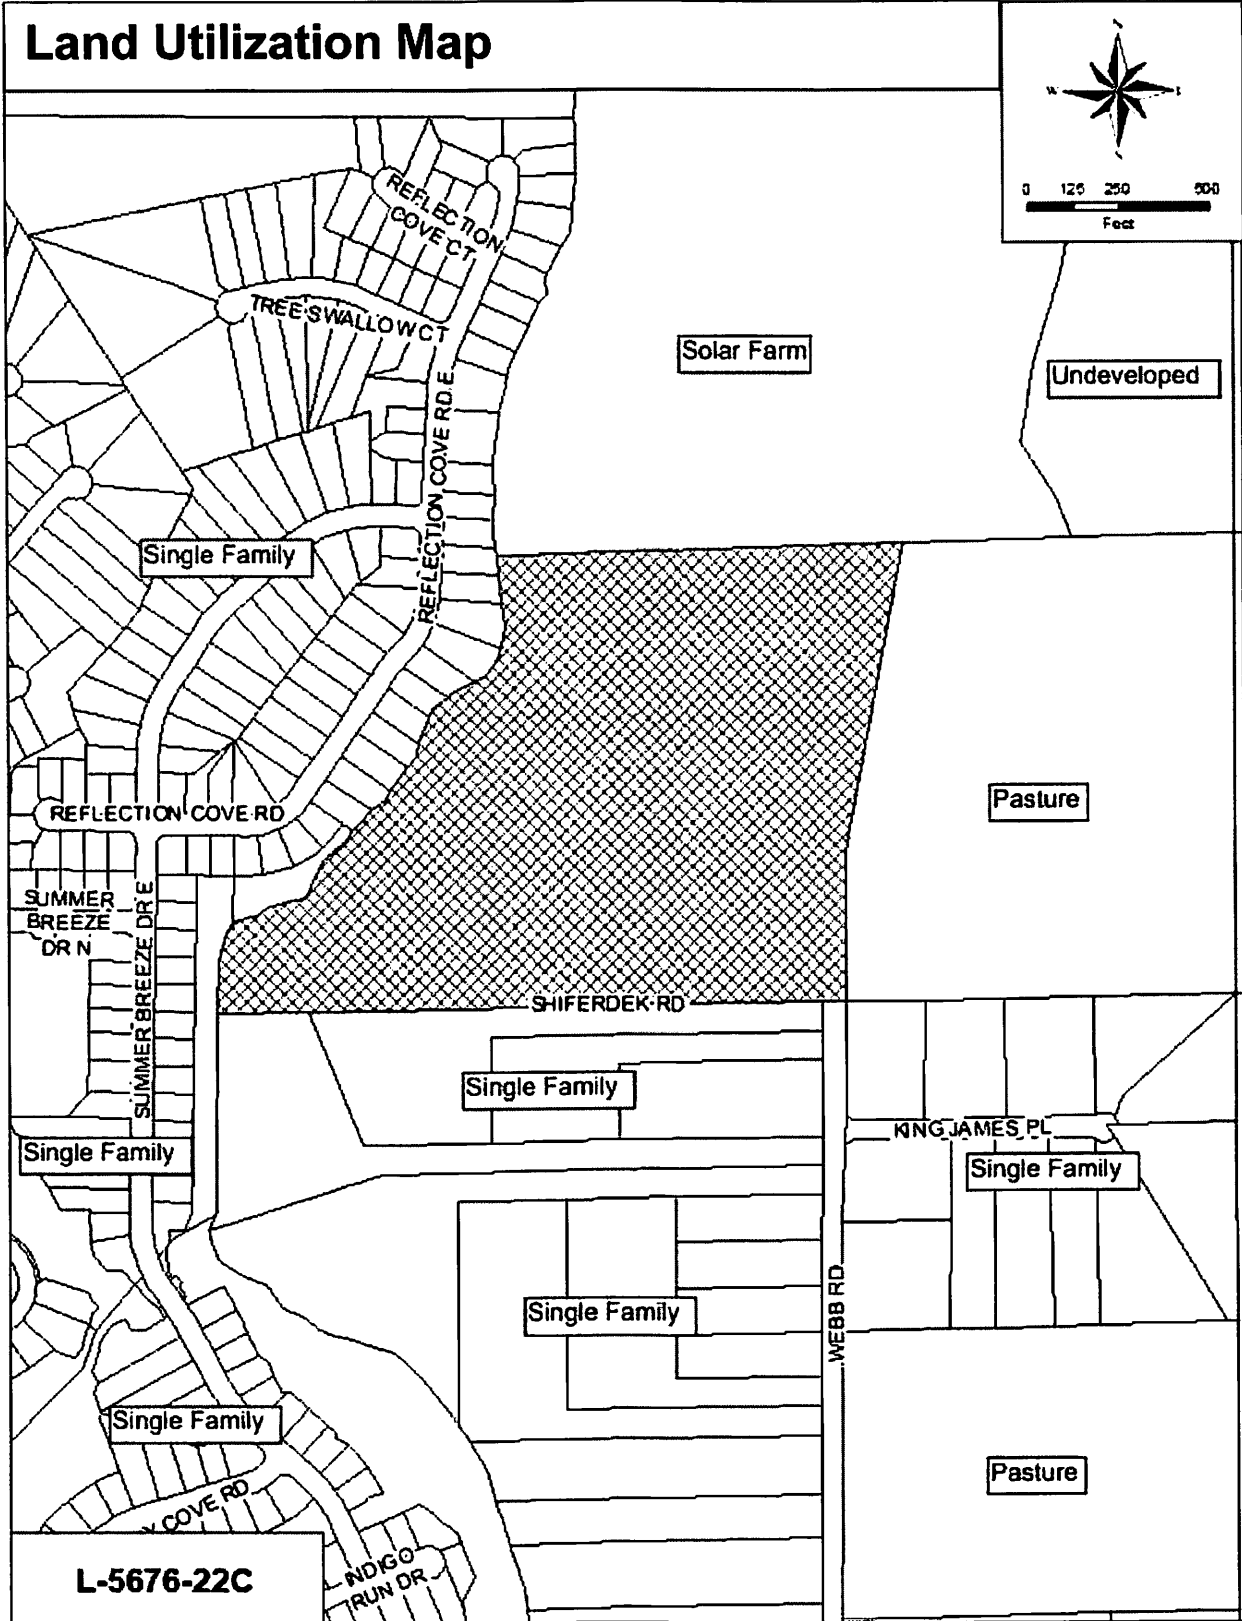 Land Utilization Map
W
0 125 250 500
Feet
REFLECTION
COVE CT
TREE SWALLOW CT
Solar Farm
Undeveloped
REFLECTION COVE RD E
Single Family
Pasture
REFLECTION COVE RD
SUMMER
BREEZE
DR N
SUMMER BREEZE DR E
SHIFERDEK RD
Single Family
KING JAMES PL
Single Family
Single Family
WEBB RD
Single Family
Single Family
Pasture
COVE RD
INDIGO
RUN DR
L-5676-22C